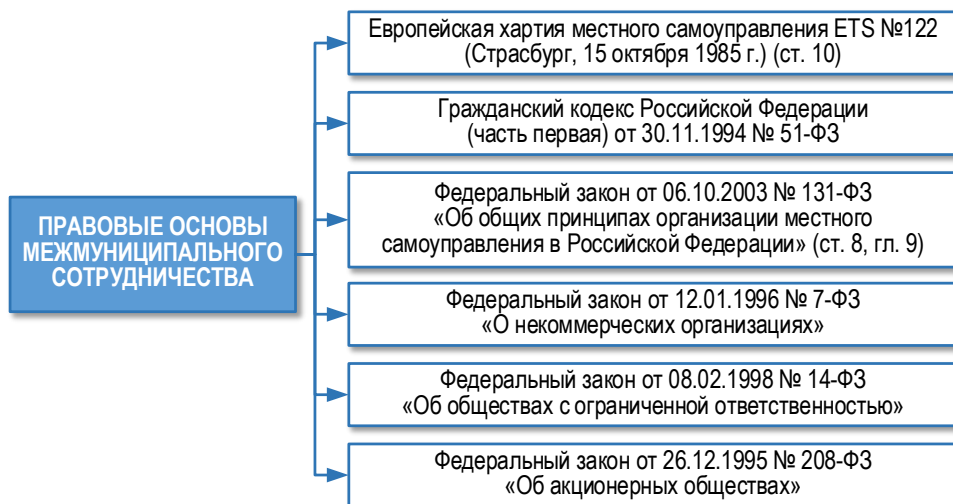 ПРАВОВЫЕ ОСНОВЫ
МЕЖМУНИЦИПАЛЬНОГО
СОТРУДНИЧЕСТВА
Европейская хартия местного самоуправления ETS №122
(Страсбург, 15 октября 1985 г.) (ст. 10)
Гражданский кодекс Российской Федерации
(часть первая) от 30.11.1994 № 51-ФЗ
Федеральный закон от 06.10.2003 № 131-ФЗ
«Об общих принципах организации местного
самоуправления в Российской Федерации» (ст. 8, гл. 9)
Федеральный закон от 12.01.1996 № 7-ФЗ
«О некоммерческих организациях»
Федеральный закон от 08.02.1998 № 14-ФЗ
«Об обществах с ограниченной ответственностью»
Федеральный закон от 26.12.1995 № 208-ФЗ
«Об акционерных обществах»